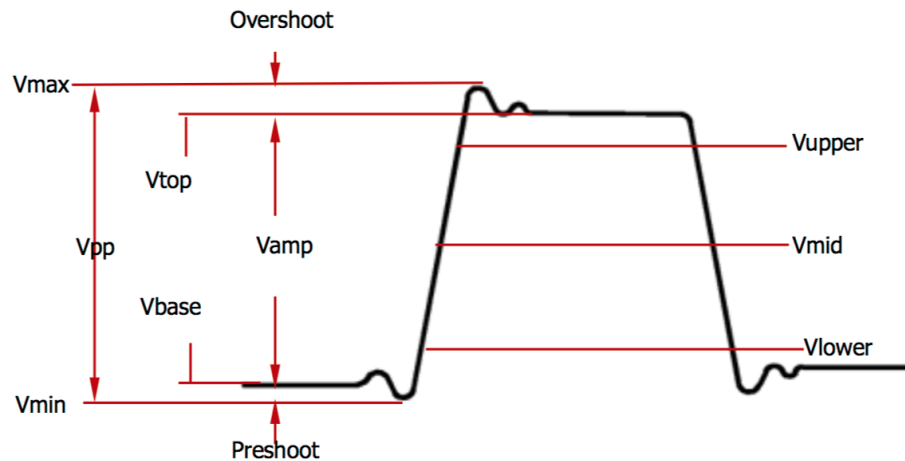 Overshoot
Vmax
Vupper
Vtop
Vpp
Vamp
Vmid
Vbase
Vlower
Vmin
Preshoot